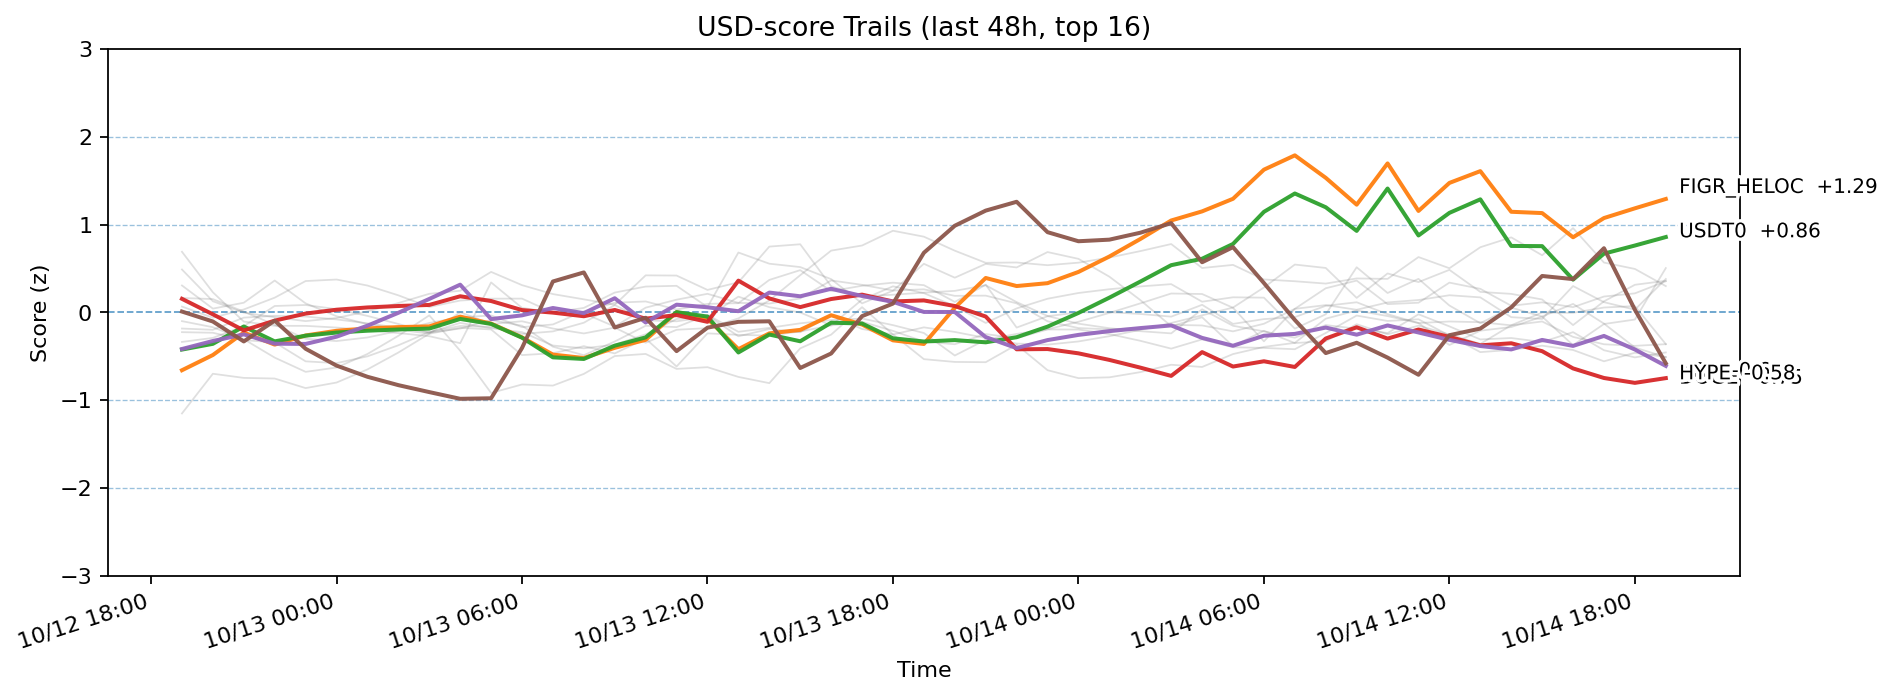 USD-score Trails (last 48h, top 16)
3
2
1
0
−1
−2
−3
Score (z)
FIGR_HELOC +1.29
USDT0 +0.86
HYPE -0.58
10/12 18:00
10/13 00:00
10/13 06:00
10/13 12:00
10/13 18:00
10/14 00:00
10/14 06:00
10/14 12:00
10/14 18:00
Time